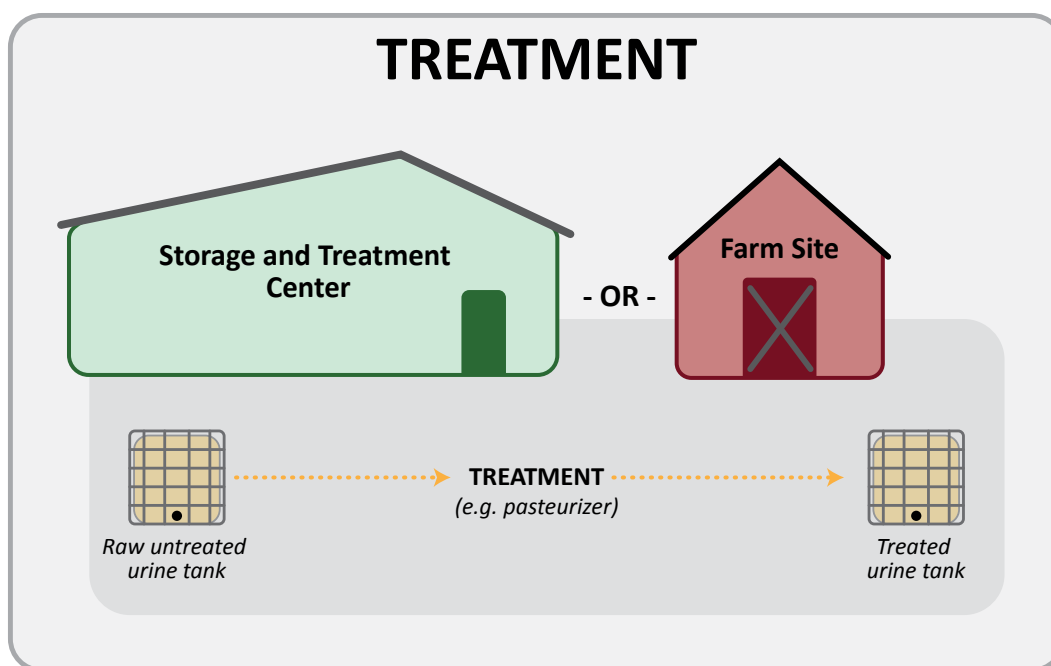 TREATMENT
Storage and Treatment
Center
- OR -
Farm Site
TREATMENT
(e.g. pasteurizer)
Raw untreated
urine tank
Treated
urine tank